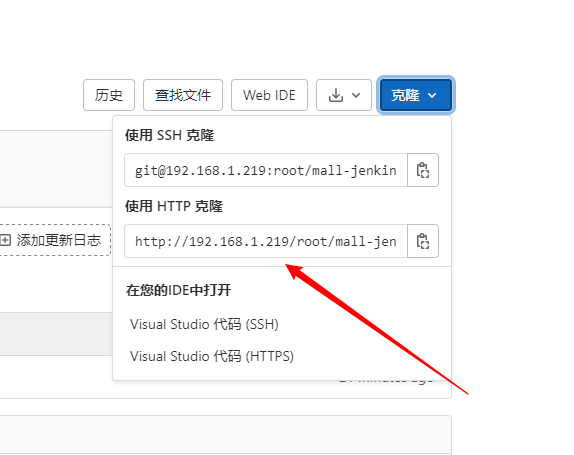 历史
查找文件
Web IDE
克隆
使用 SSH 克隆
git@192.168.1.219:root/mall-jenkin
使用 HTTP 克隆
http://192.168.1.219/root/mall-jen
添加更新日志
在您的IDE中打开
Visual Studio 代码 (SSH)
Visual Studio 代码 (HTTPS)
minutes ago